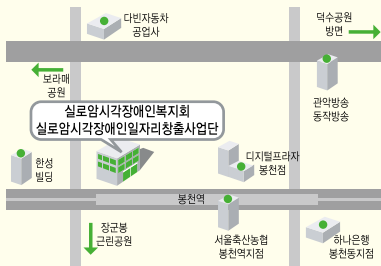 다빈자동차
공업사
덕수공원
방면
보라매
공원
관악방송
동작방송
실로암시각장애인복지회
실로암시각장애인일자리창출사업단
한성
빌딩
디지털프라자
봉천점
봉천역
장군봉
근린공원
서울축산농협
봉천역지점
하나은행
봉천동지점